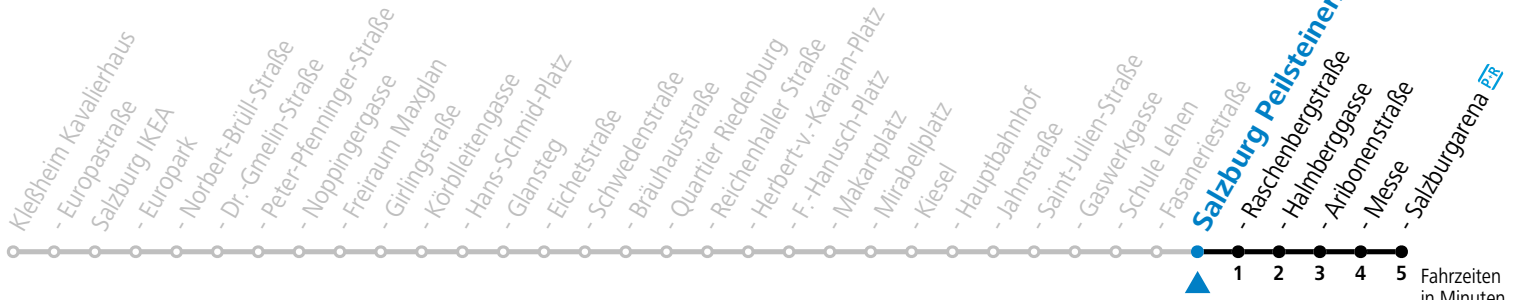 Kleßheim Kavalierhaus
- Europastraße
Salzburg IKEA
- Europark
- Norbert-Brüll-Straße
- Dr.-Gmelin-Straße
- Peter-Pfenninger-Straße
- Noppingergasse
- Freiraum Maxglan
- Girlingstraße
- Körblleitengasse
- Hans-Schmid-Platz
- Glansteg
- Eichetstraße
- Schwedenstraße
- Bräuhausstraße
- Quartier Riedenburg
- Reichenhaller Straße
- Herbert-v.-Karajan-Platz
- F.-Hanusch-Platz
- Makartplatz
- Mirabellplatz
- Kiesel
- Hauptbahnhof
- Jahnstraße
- Saint-Julien-Straße
- Gaswerkgasse
- Schule Lehen
- Fasaneriestraße
Salzburg
- Raschenbergstraße
- Halmberggasse
- Aribonenstraße
- Messe
- Salzburgarena P+R
1 2 3 4 5 Fahrzeiten
in Minuten